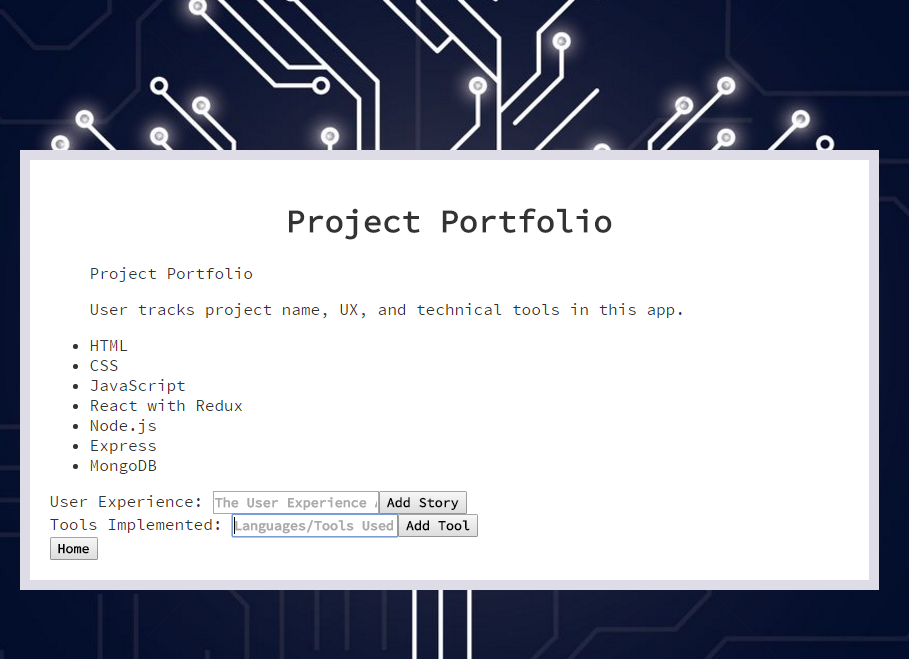 Project Portfolio
Project Portfolio
User tracks project name, UX, and technical tools in this app.
HTML
CSS
JavaScript
React with Redux
Node.js
Express
MongoDB
User Experience: The User Experience Add Story
Tools Implemented: Languages/Tools Used Add Tool
Home